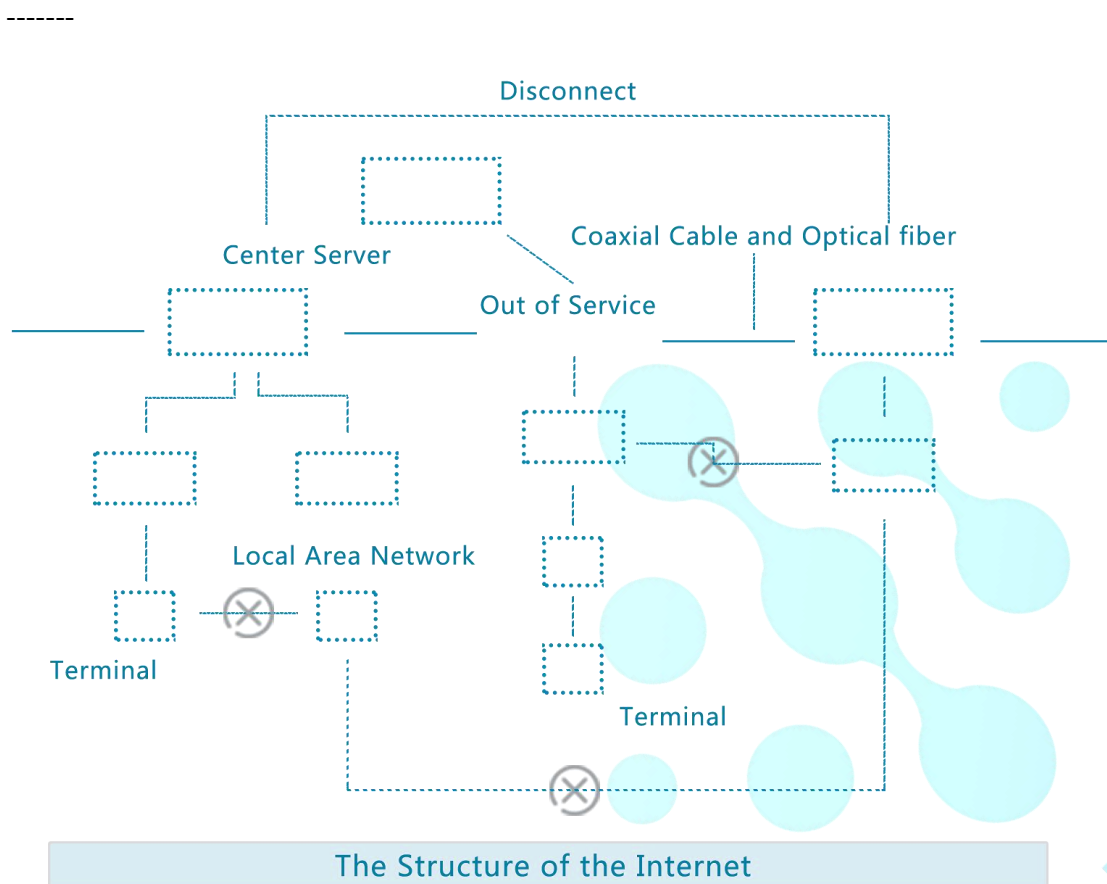 -------
Disconnect
Coaxial Cable and Optical fiber
Center Server
Out of Service
Local Area Network
Terminal
Terminal
The Structure of the Internet